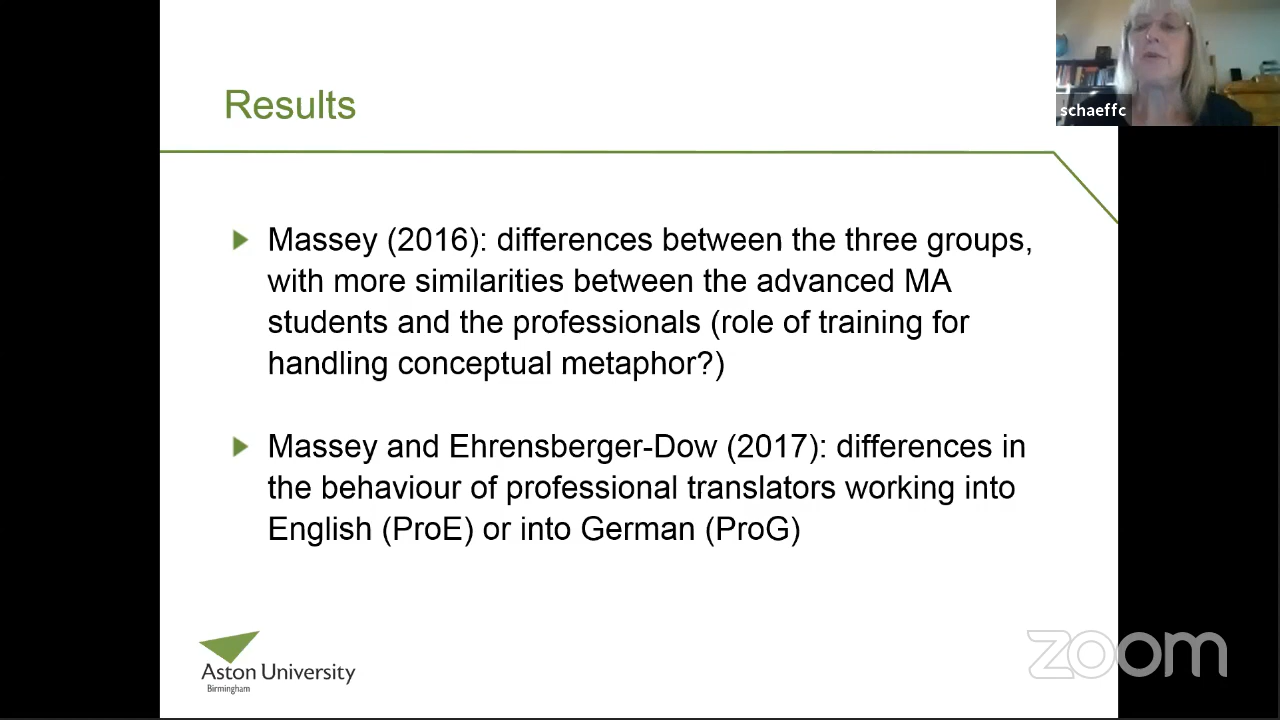 schaeffc
Results
Massey (2016): differences between the three groups,
with more similarities between the advanced MA
students and the professionals (role of training for
handling conceptual metaphor?)
Massey and Ehrensberger-Dow (2017): differences in
the behaviour of professional translators working into
English (ProE) or into German (ProG)
Aston University
Birmingham
zoom